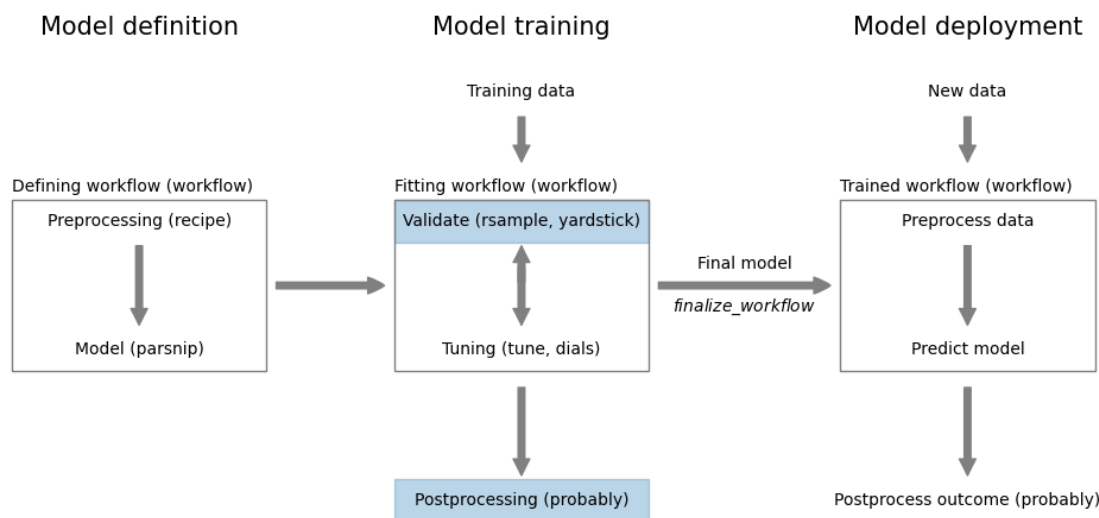 Model definition
Model training
Model deployment
Training data
New data
Defining workflow (workflow)
Fitting workflow (workflow)
Trained workflow (workflow)
Preprocessing (recipe)
Validate (rsample, yardstick)
Preprocess data
Final model
finalize_workflow
Model (parsnip)
Tuning (tune, dials)
Predict model
Postprocessing (probably)
Postprocess outcome (probably)